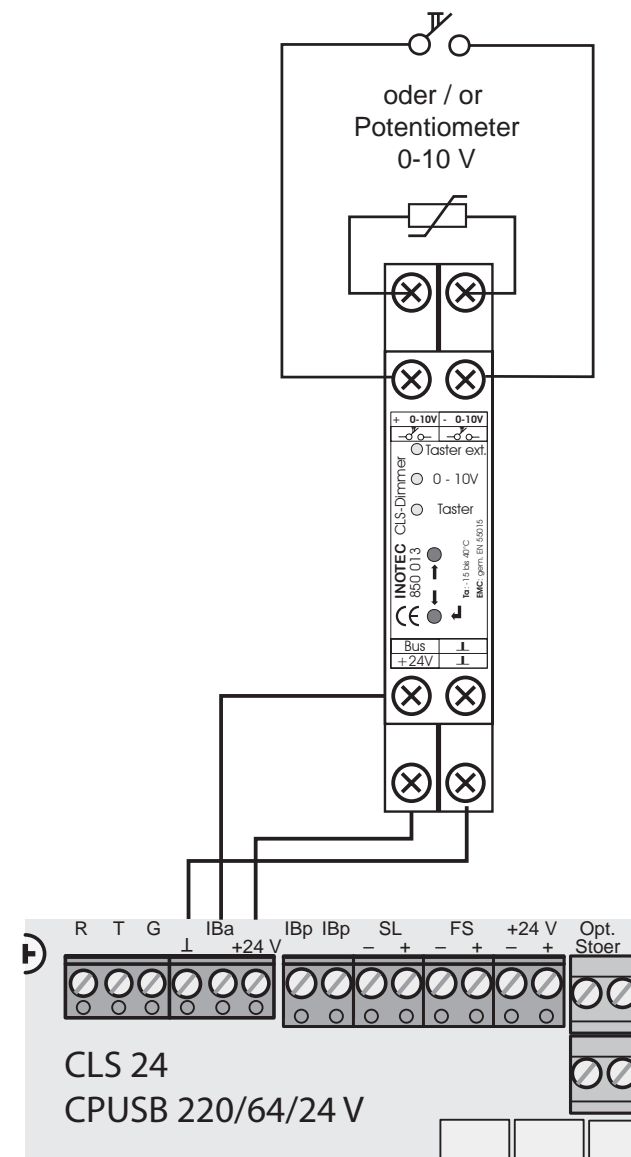 oder / or
Potentiometer
0-10 V
+ 0-10V - 0-10V
Taster ext.
0 - 10V
Taster
CLS-Dimmer
INOTEC
850 013
Ta: -15 bis 40°C
EMC: gem. EN 55015
CE
Bus ⊥
+24V ⊥
R T G IBa IBp IBp SL FS +24 V Opt.
⊥ +24 V – + – + – + Stoer
CLS 24
CPUSB 220/64/24 V